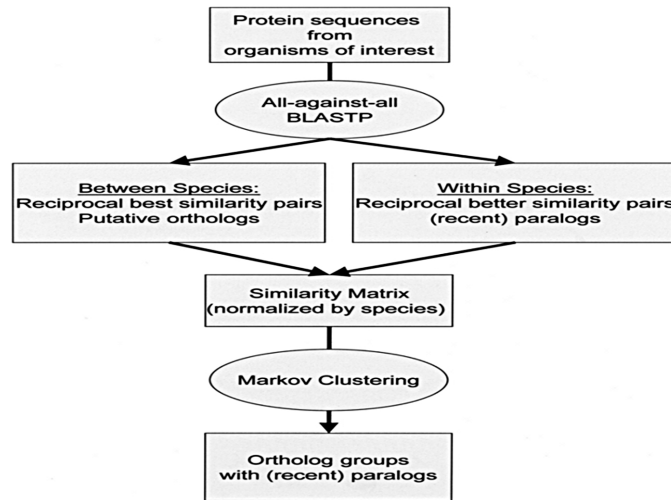 Protein sequences
from
organisms of interest
All-against-all
BLASTP
Between Species:
Reciprocal best similarity pairs
Putative orthologs
Within Species:
Reciprocal better similarity pairs
(recent) paralogs
Similarity Matrix
(normalized by species)
Markov Clustering
Ortholog groups
with (recent) paralogs